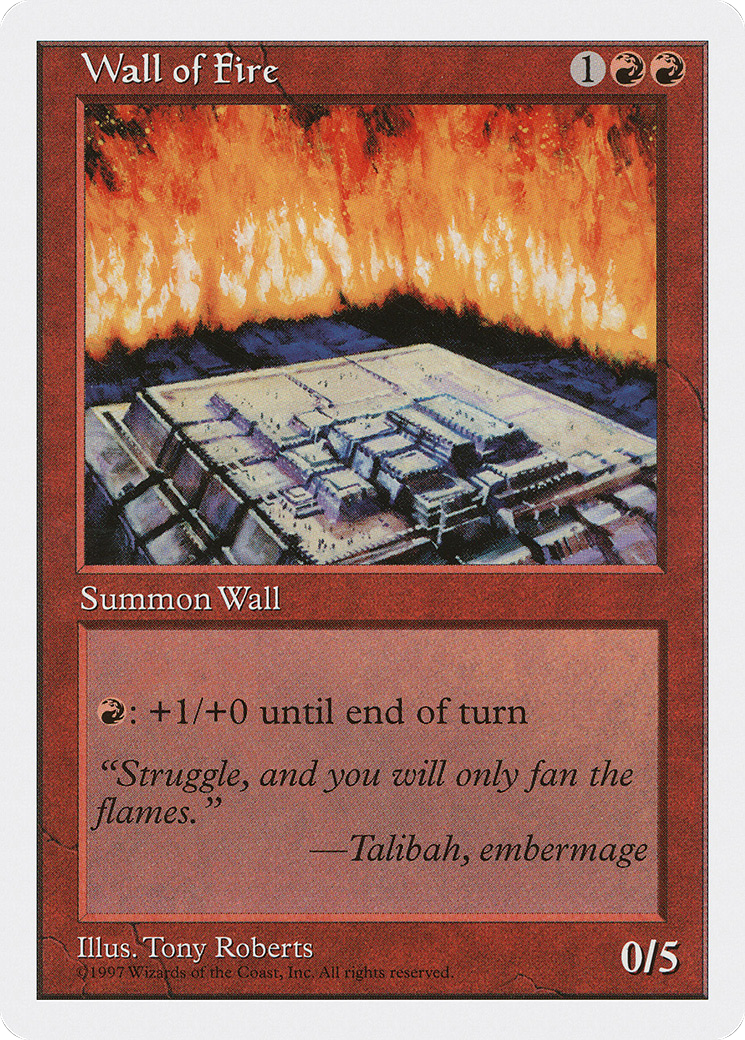 Wall of Fire 1
Summon Wall
: +1/+0 until end of turn
“Struggle, and you will only fan the
flames.”
—Talibah, embermage
Illus. Tony Roberts
©1997 Wizards of the Coast, Inc. All rights reserved.
0/5